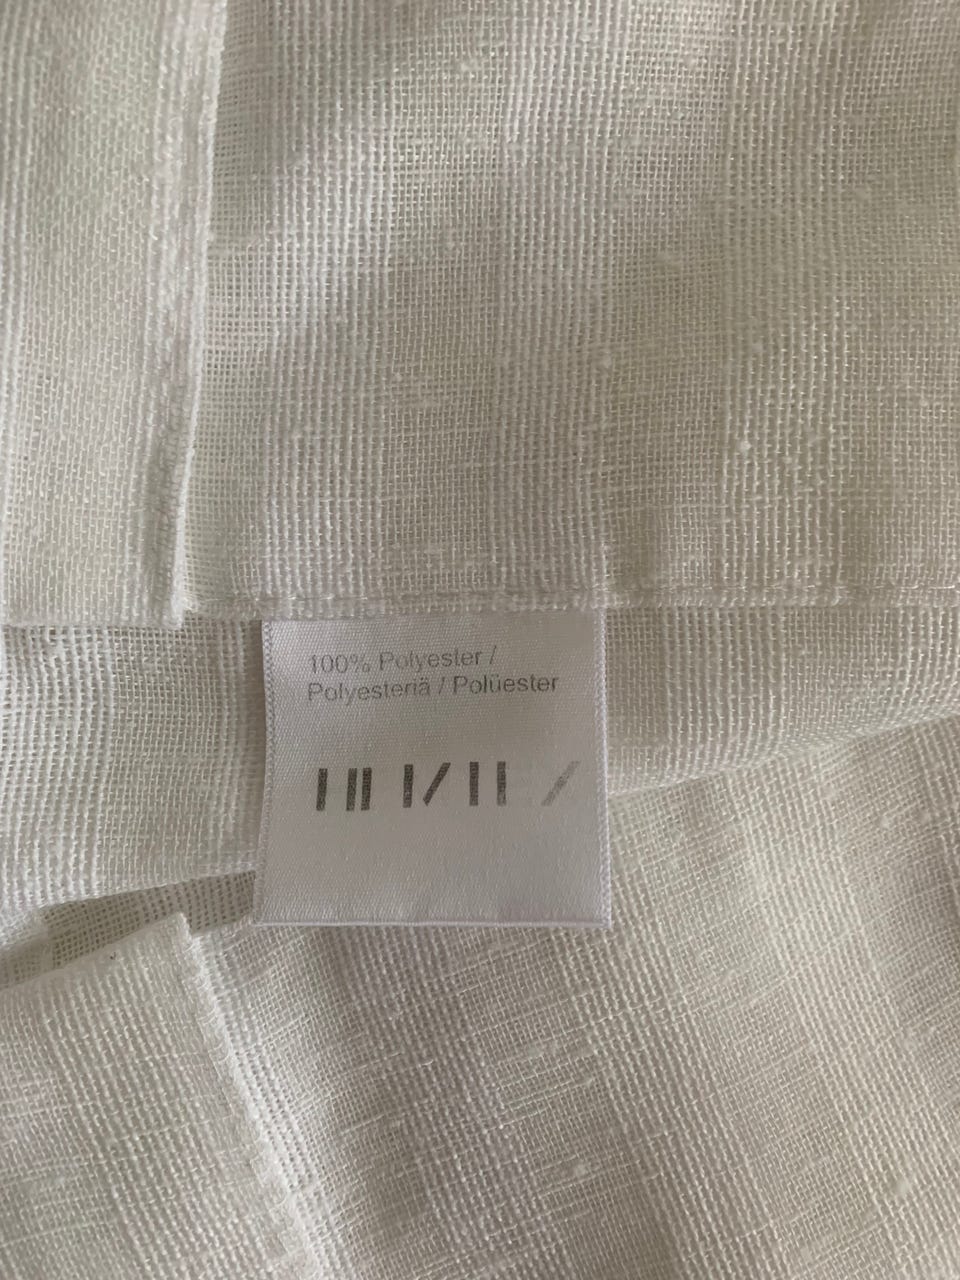 100% Polyester /
Polyesteriä / Polüester